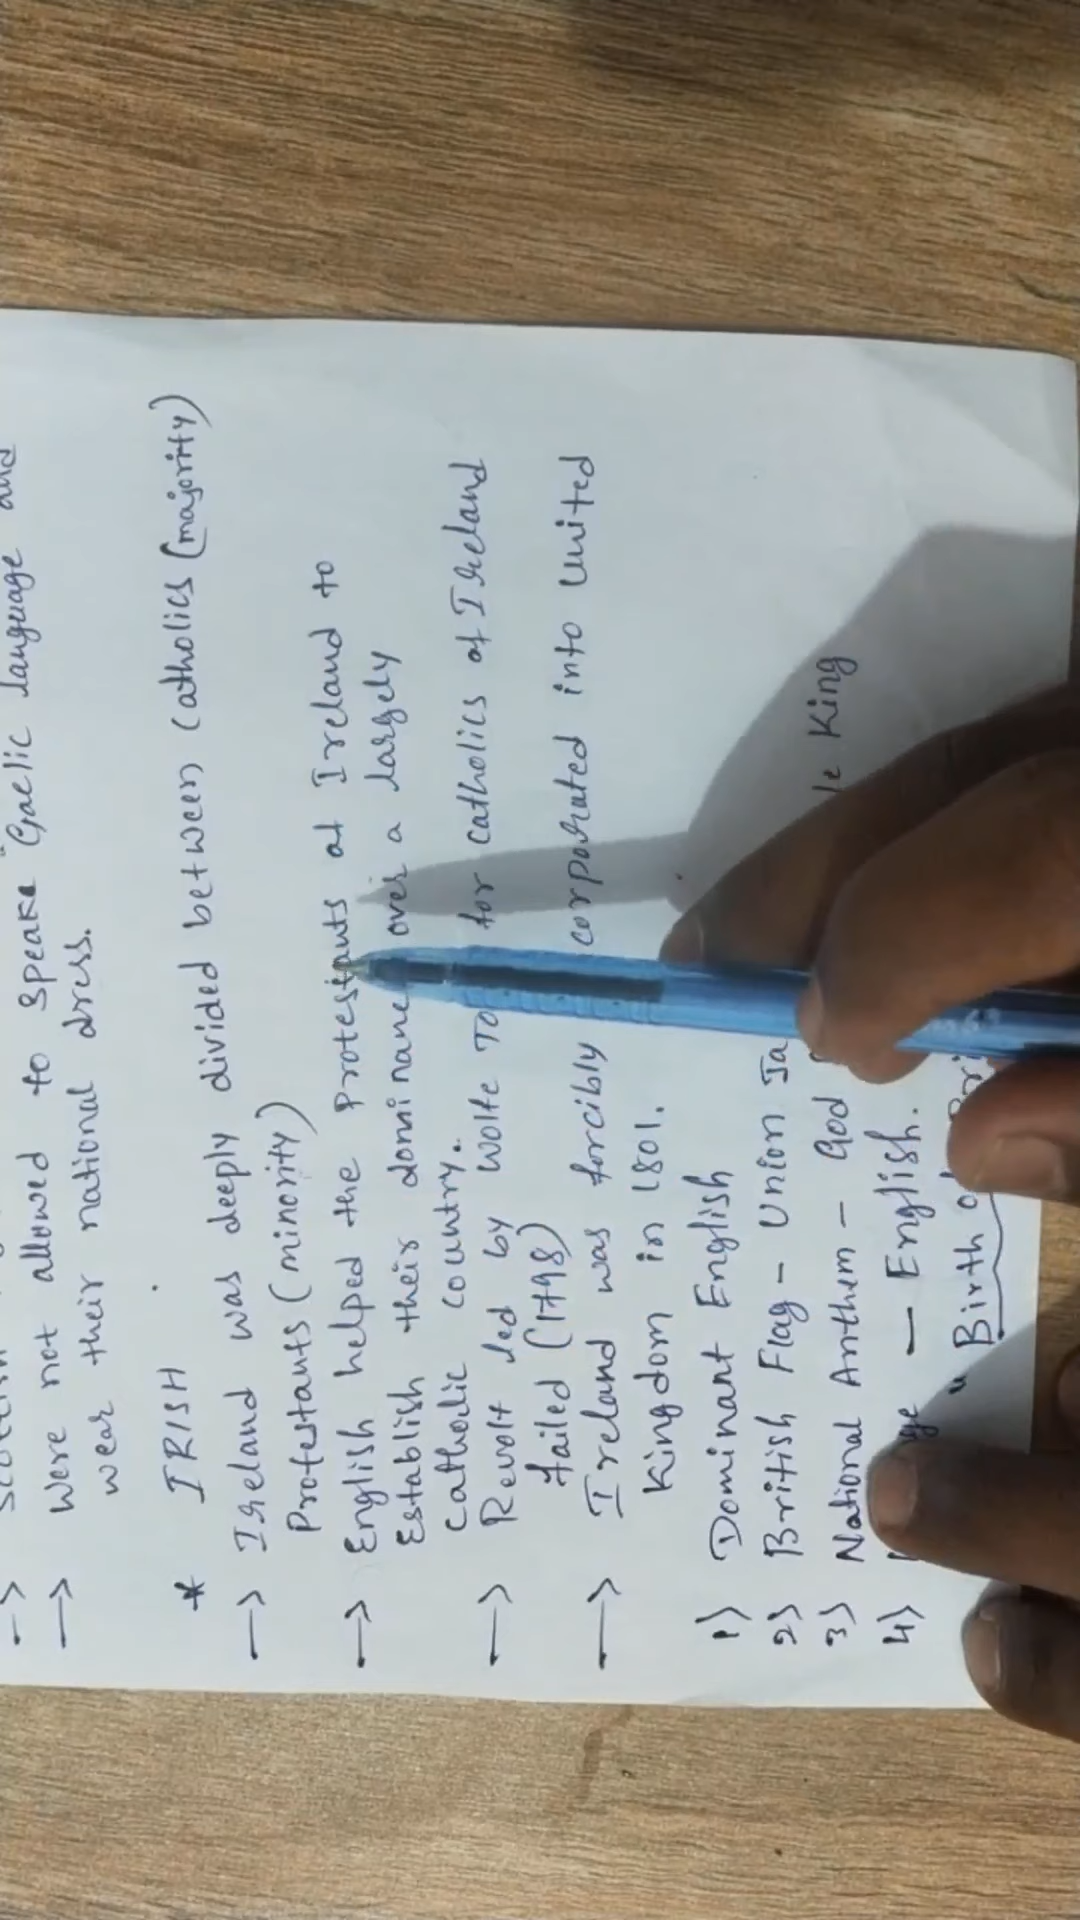 were not allowed to speak "Gaelic language and
wear their national dress.
* IRISH
→ Ireland was deeply divided between Catholics (majority)
Protestants (minority)
→ English helped the protestants at Ireland to
Establish their dominane over a largely
Catholic country.
→ Revolt led by Wolfe To for catholics of Ireland
failed (1798)
→ Ireland was forcibly corporated into United
Kingdom in 1801.
1) Dominant English
2) British Flag - Union Ja
3) National Anthem - God King
4) - English.
" Birth of Bri